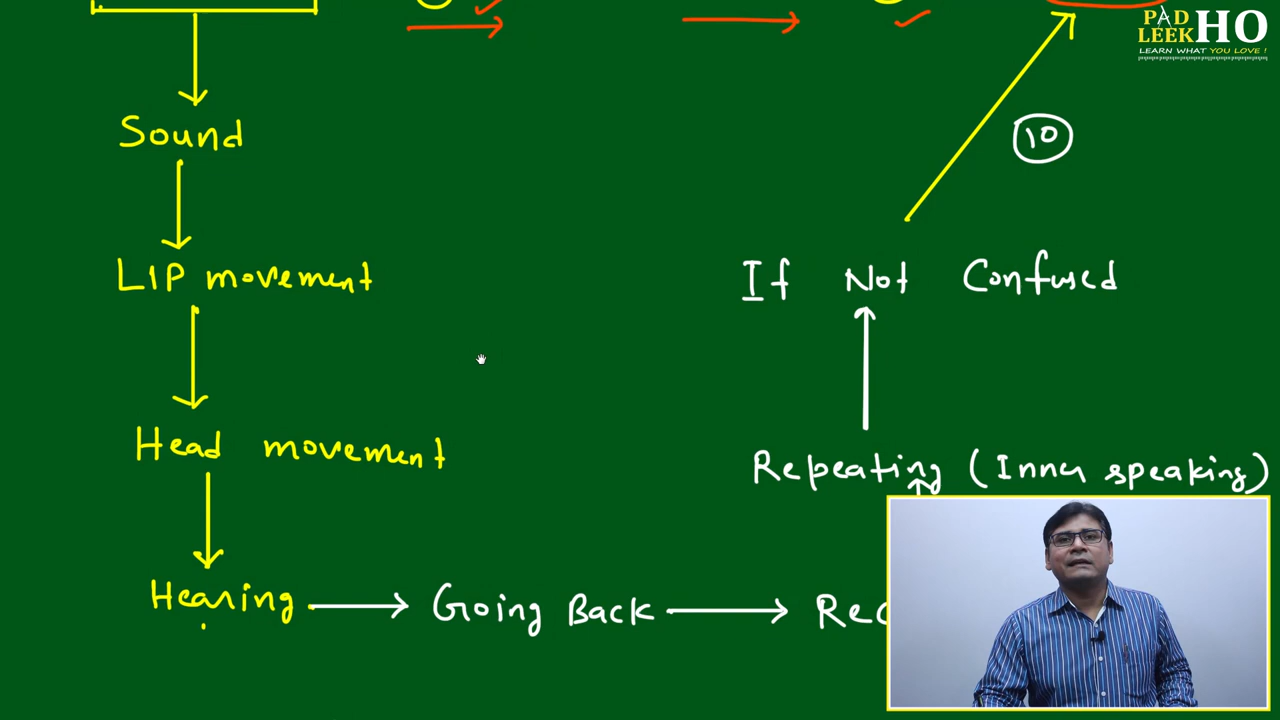 PAD
LEEK HO
LEARN WHAT YOU LOVE !
10
Sound
LIP movement
If Not Confused
Head movement
Repeating (Inner speaking)
Hearing Going Back